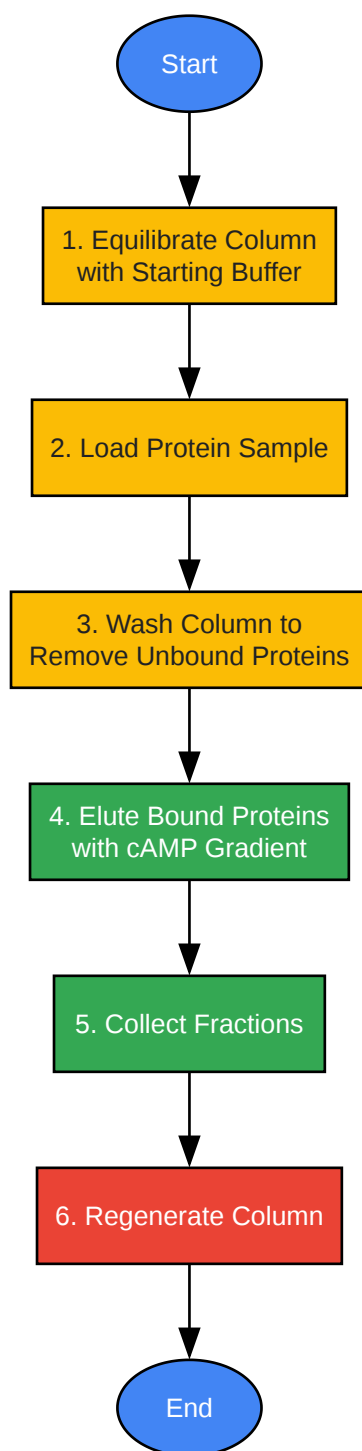 Start
1. Equilibrate Column
with Starting Buffer
2. Load Protein Sample
3. Wash Column to
Remove Unbound Proteins
4. Elute Bound Proteins
with cAMP Gradient
5. Collect Fractions
6. Regenerate Column
End